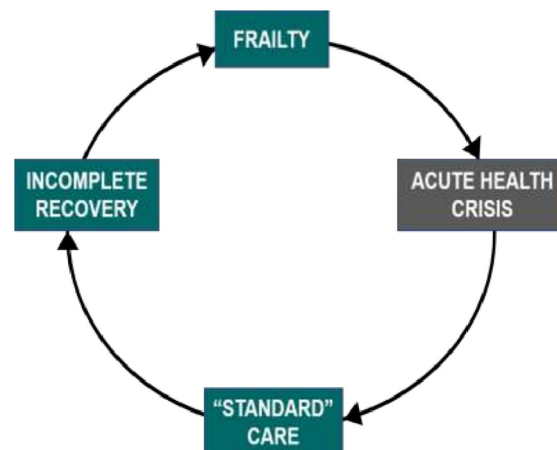 FRAILTY
ACUTE HEALTH
CRISIS
“STANDARD”
CARE
INCOMPLETE
RECOVERY